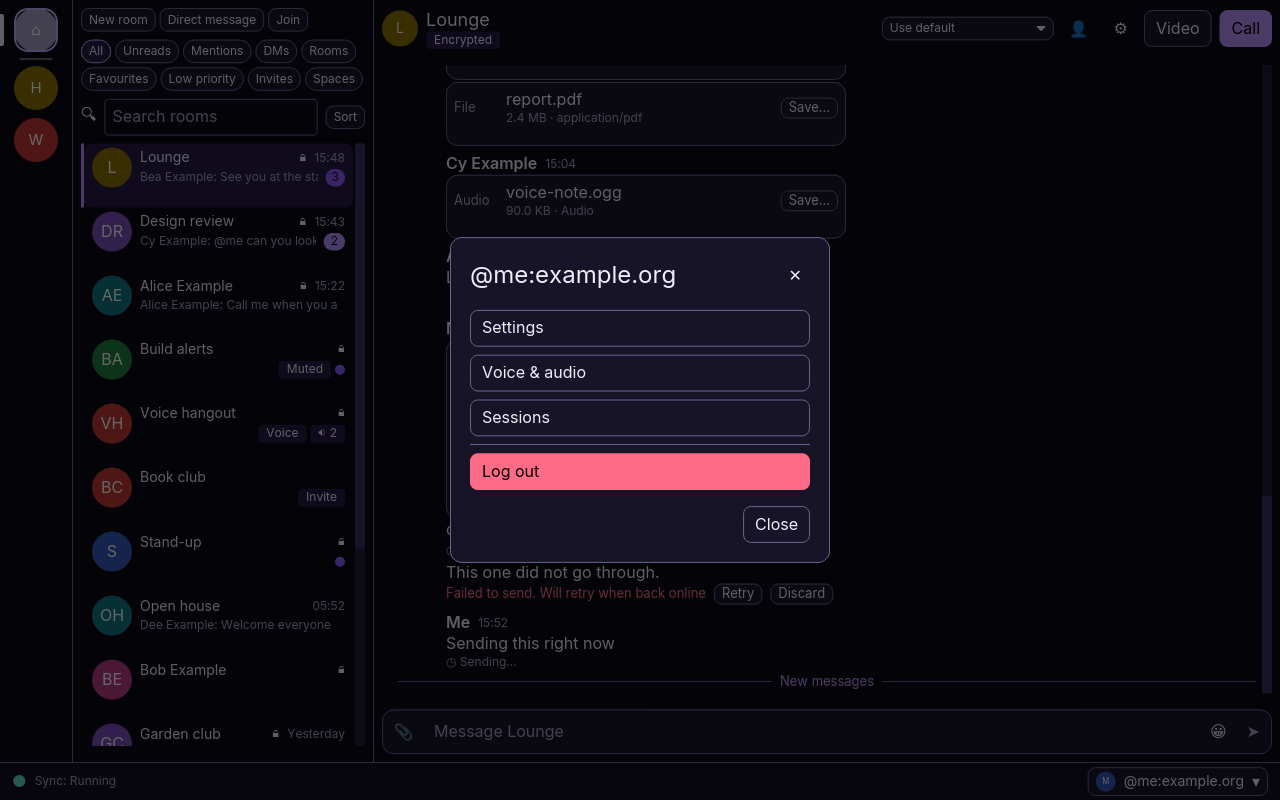 New room Direct message Join
All Unreads Mentions DMs Rooms
Favourites Low priority Invites Spaces
Search rooms Sort
H
W
L Lounge 15:48
Bea Example: See you at the sta 3
DR Design review 15:43
Cy Example: @me can you look 2
AE Alice Example 15:22
Alice Example: Call me when you a
BA Build alerts
Muted
VH Voice hangout
Voice 2
BC Book club
Invite
S Stand-up
OH Open house 05:52
Dee Example: Welcome everyone
BE Bob Example
GC Garden club Yesterday
L Lounge
Encrypted
Use default Video Call
File report.pdf Save...
2.4 MB · application/pdf
Cy Example 15:04
Audio voice-note.ogg Save...
90.0 KB · Audio
@me:example.org ×
Settings
Voice & audio
Sessions
Log out
Close
This one did not go through.
Failed to send. Will retry when back online Retry Discard
Me 15:52
Sending this right now
Sending...
New messages
Message Lounge
Sync: Running
M @me:example.org ▾